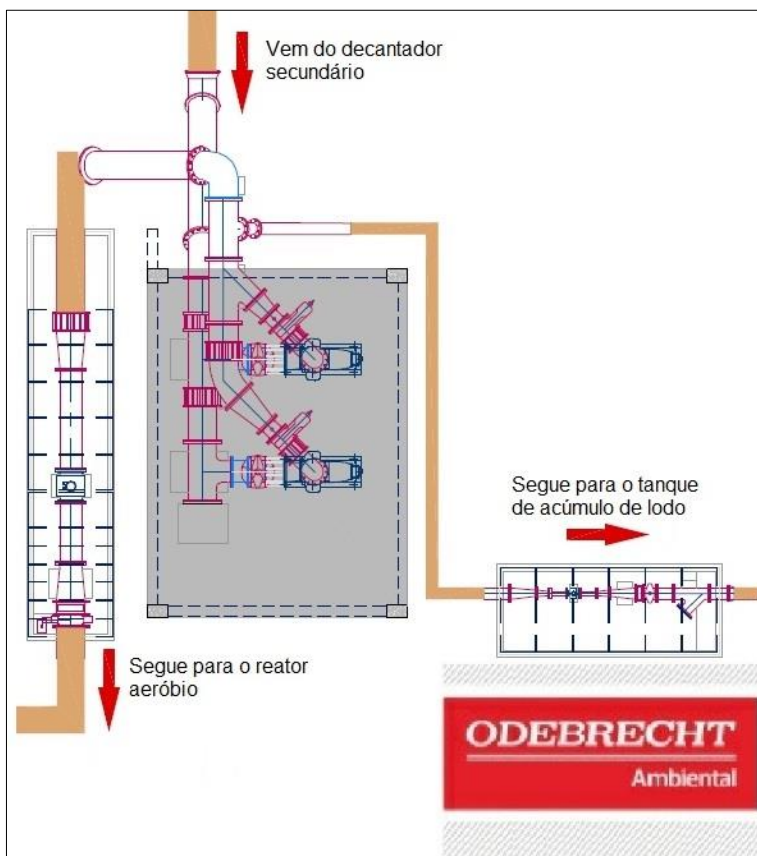 Vem do decantador
secundário
Segue para o tanque
de acúmulo de lodo
Segue para o reator
aeróbio
ODEBRECHT
Ambiental